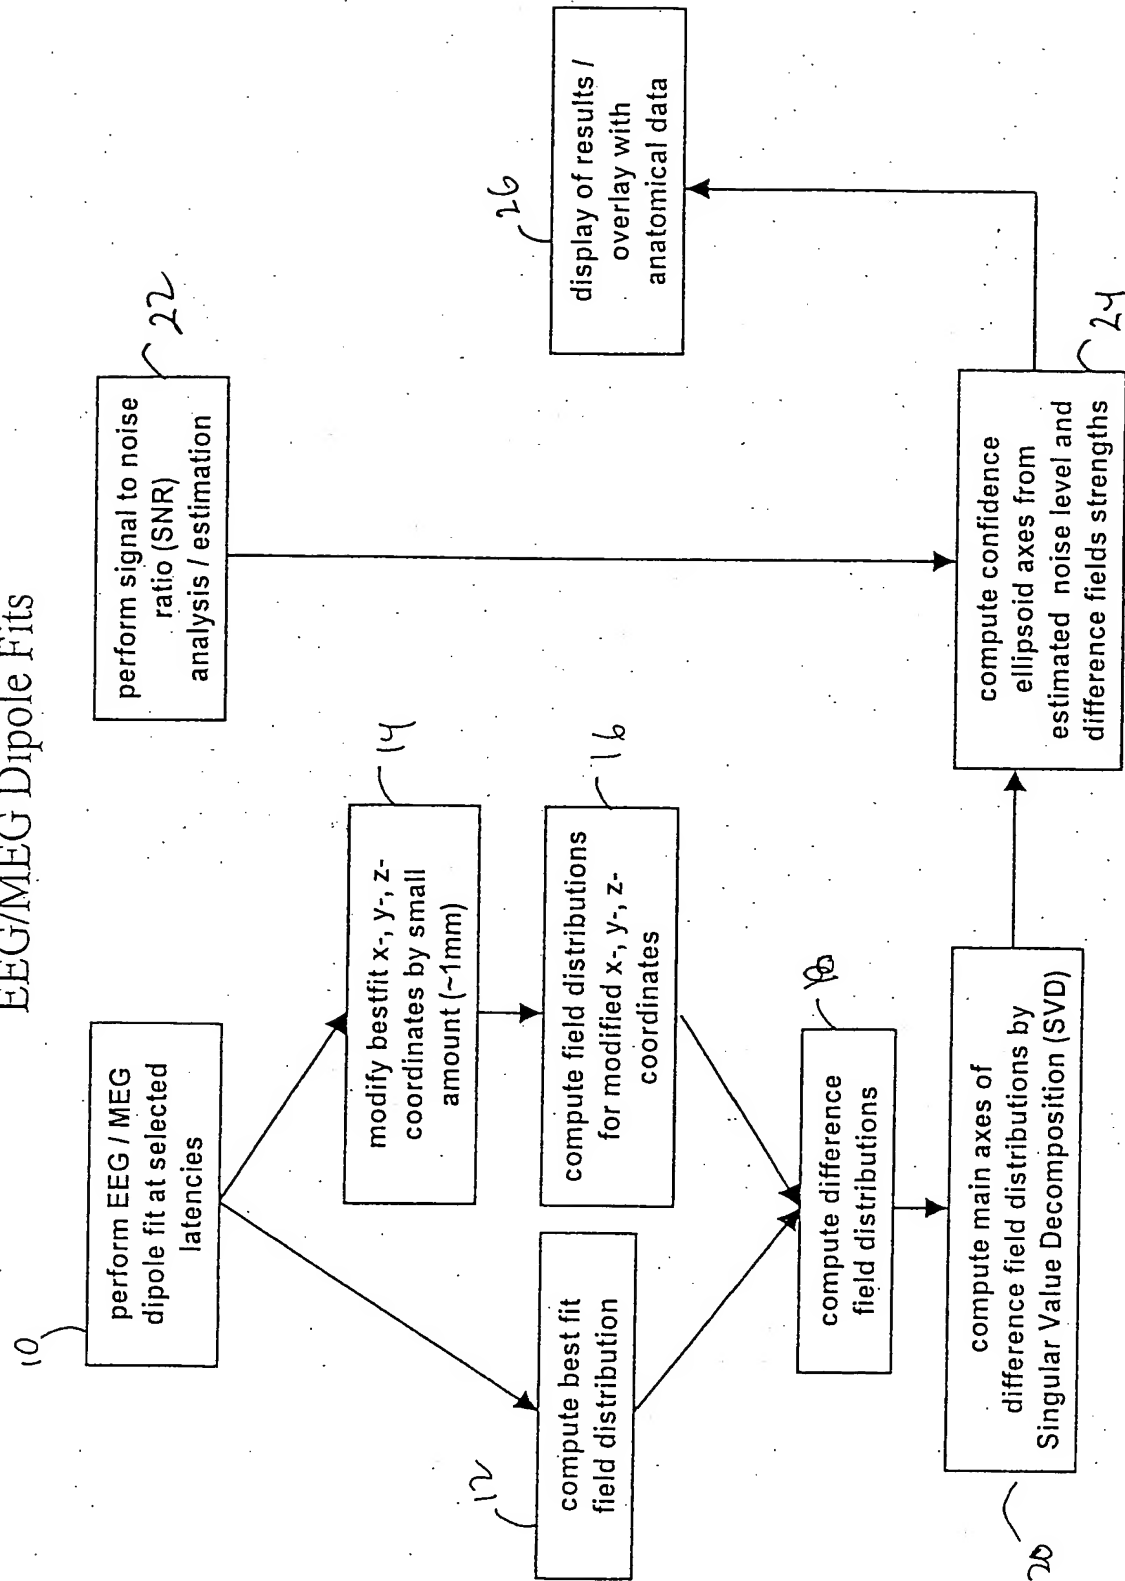 EEG/MEG Dipole Fits
10
perform EEG / MEG
dipole fit at selected
latencies
22
perform signal to noise
ratio (SNR)
analysis / estimation
14
modify bestfit x-, y-, z-
coordinates by small
amount (~1mm)
12
compute best fit
field distribution
16
compute field distributions
for modified x-, y-, z-
coordinates
26
display of results /
overlay with
anatomical data
18
compute difference
field distributions
20
compute main axes of
difference field distributions by
Singular Value Decomposition (SVD)
24
compute confidence
ellipsoid axes from
estimated noise level and
difference fields strengths